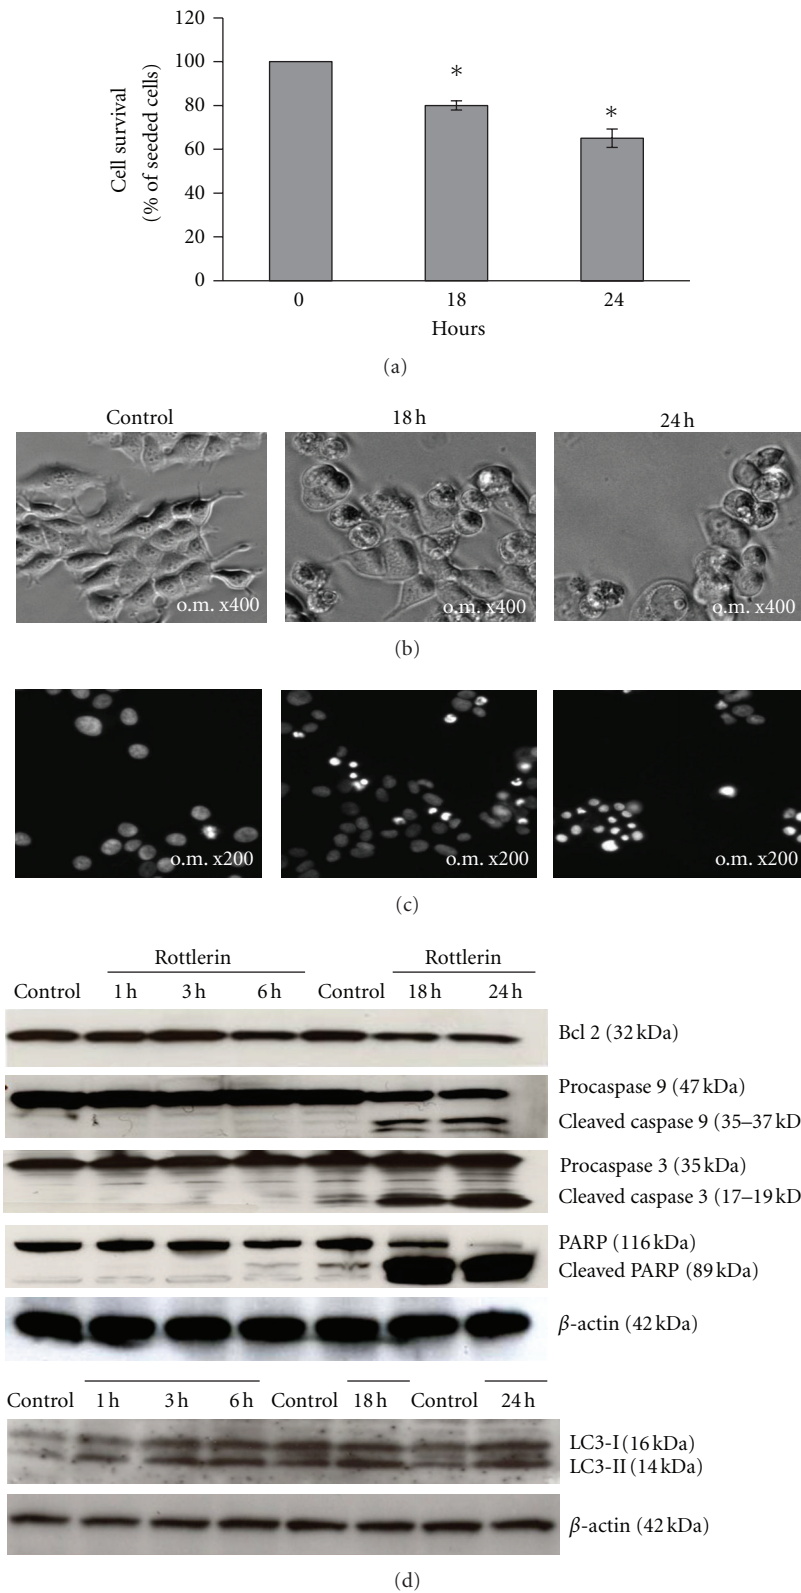 120
100
80
60
40
20
0
Cell survival
(% of seeded cells)
*
*
0 18 24
Hours
(a)
Control 18 h 24 h
o.m. x400 o.m. x400 o.m. x400
(b)
o.m. x200 o.m. x200 o.m. x200
(c)
Rottlerin Rottlerin
Control 1 h 3 h 6 h Control 18 h 24 h
Bcl 2 (32 kDa)
Procaspase 9 (47 kDa)
Cleaved caspase 9 (35–37 kD
Procaspase 3 (35 kDa)
Cleaved caspase 3 (17–19 kD
PARP (116 kDa)
Cleaved PARP (89 kDa)
β-actin (42 kDa)
Control 1 h 3 h 6 h Control 18 h Control 24 h
LC3-I (16 kDa)
LC3-II (14 kDa)
β-actin (42 kDa)
(d)